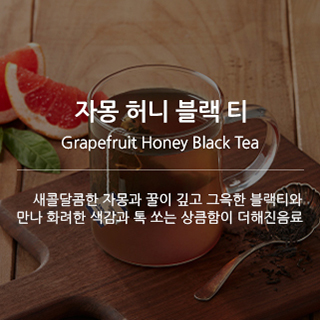 자몽 허니 블랙 티
Grapefruit Honey Black Tea
새콜달콤한 자몽과 꿀이 깊고 그윽한 블랙티와
만나 화려한 색감과 톡 쏘는 상큼함이 더해진음료